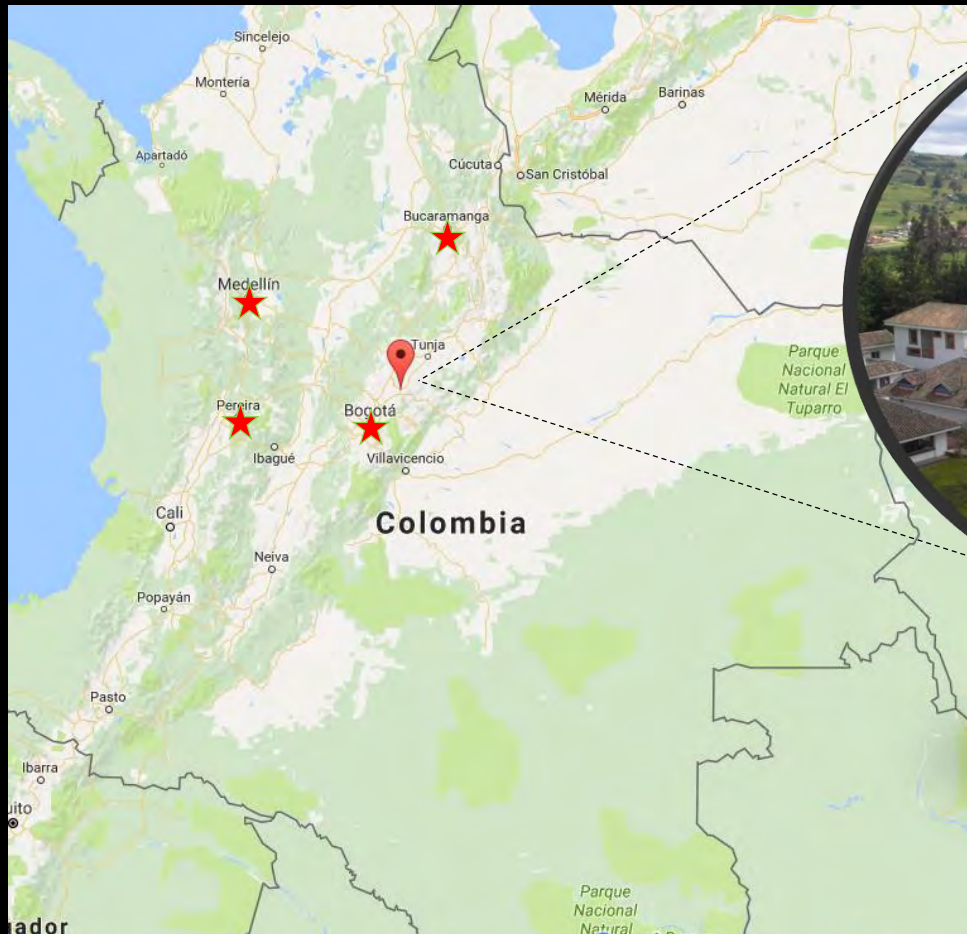 Sincelejo
Montería
Mérida
Barinas
Apartadó
Cúcuta
San Cristóbal
Bucaramanga
Medellín
Tunja
Parque
Nacional
Natural El
Tuparro
Pereira
Bogotá
Ibagué
Villavicencio
Cali
Colombia
Neiva
Popayán
Pasto
Ibarra
uito
Parque
Nacional
Natural
ador